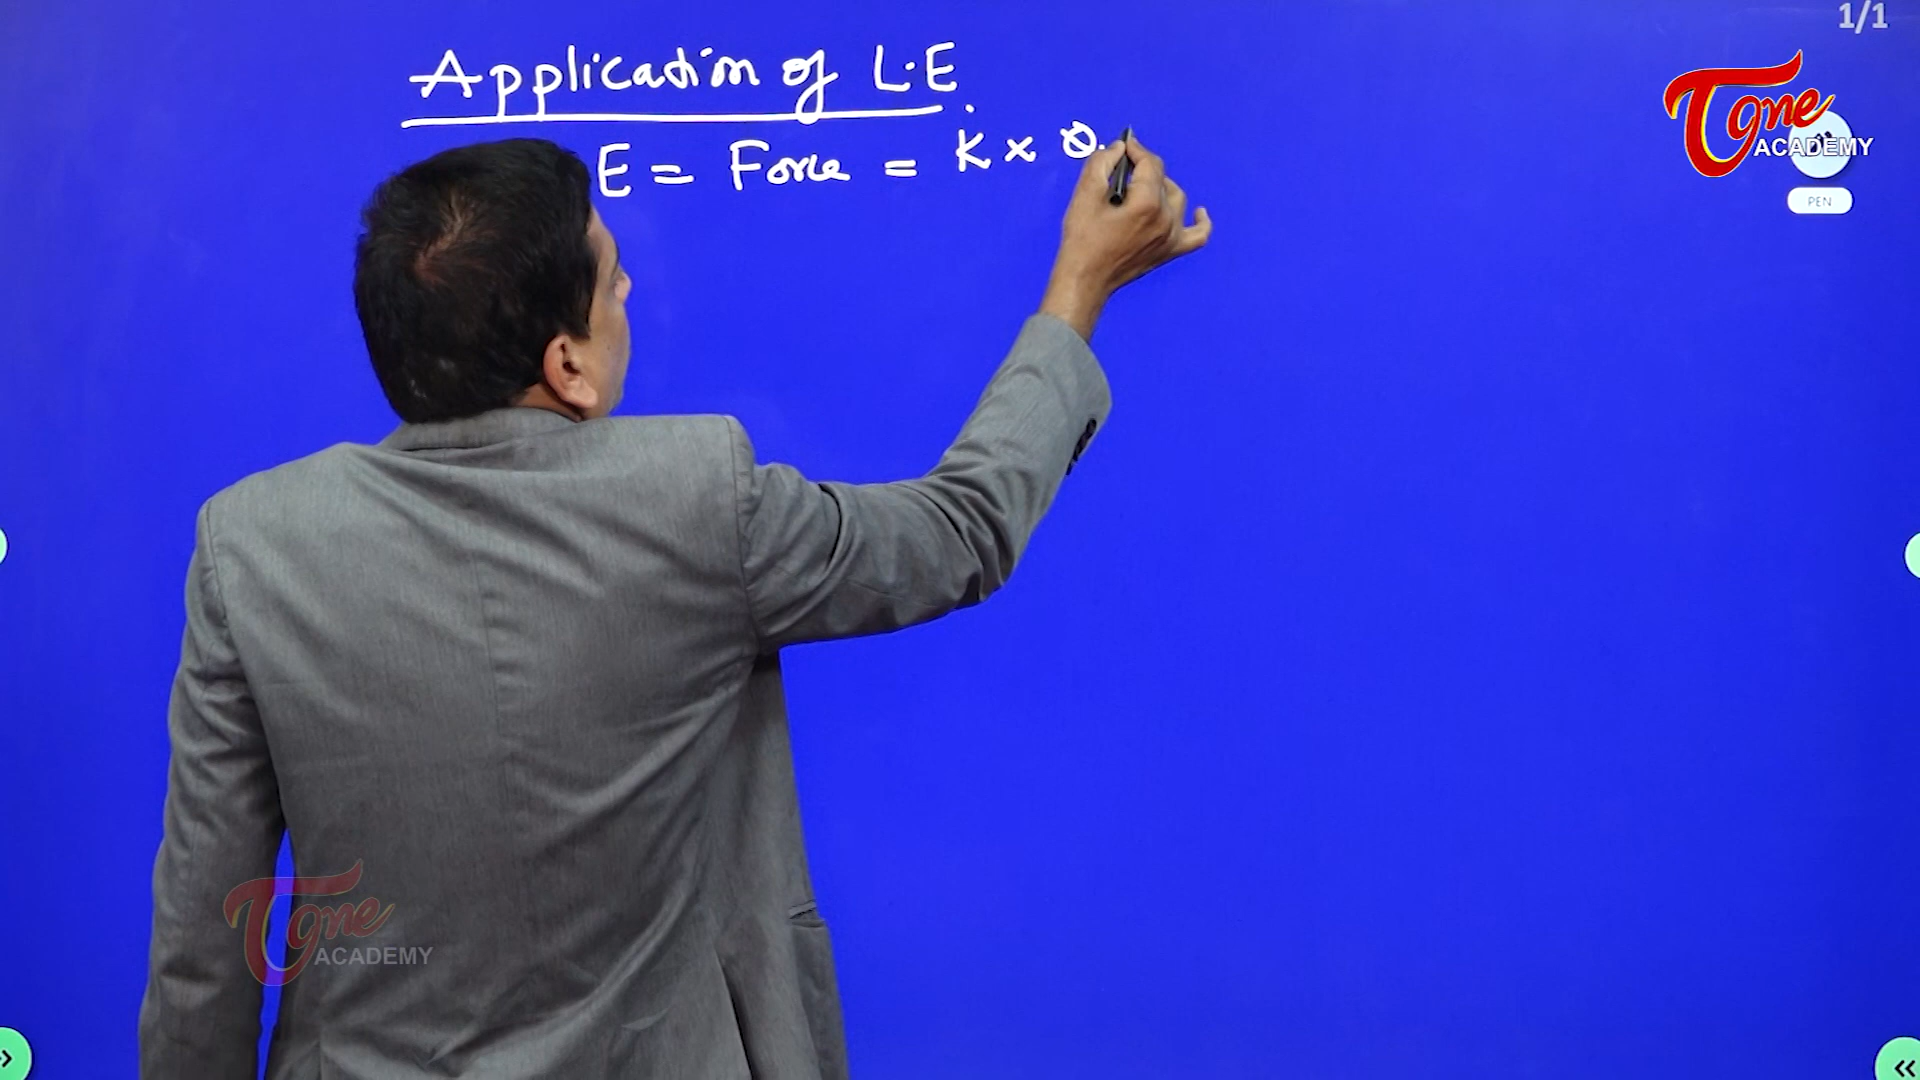 1/1
Application of L.E.
Tone
ACADEMY
E = Force = K × Q
PEN
Tone
ACADEMY